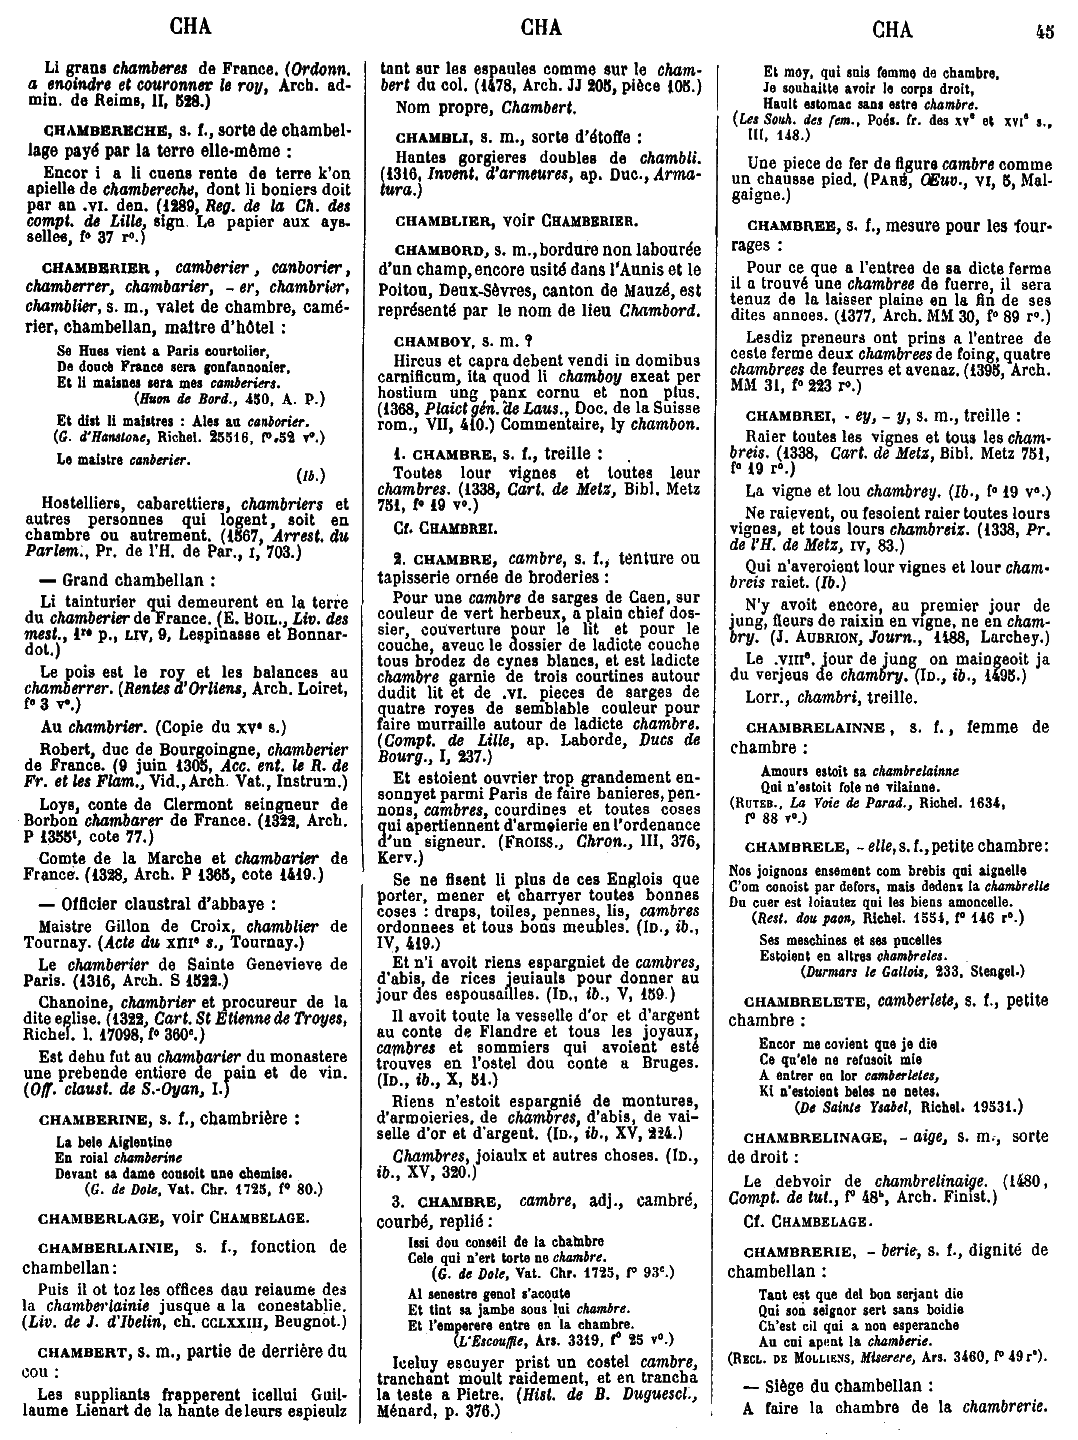 CHA
CHA
CHA 45
Li grans chamberes de France. (Ordonn.
a enoindre et couronner le roy, Arch. ad-
min. de Reims, II, 528.)
CHAMBERECHE, s. f., sorte de chambel-
lage payé par la terre elle-même :
Encor i a li cuens rente de terre k'on
apielle de chambereche, dont li boniers doit
par an .VI. den. (1289, Reg. de la Ch. des
compt. de Lille, sign. Le papier aux ays-
selles, f° 37 r°.)
CHAMBERIER, camberier, canborier,
chamberrer, chambarier, - er, chambrier,
chamblier, s. m., valet de chambre, camé-
rier, chambellan, maître d'hôtel :
Se Hues vient a Paris courtoiier,
De douch France sera gonfannonier,
Et li maisnes sera mes camberiers.
(Huon de Bord., 450, A. P.)
Et dist li maistres : Ales au canborier.
(G. d'Hanstone, Richel. 25516, f°.52 v°.)
Le maistre canberier.
(Ib.)
Hostelliers, cabarettiers, chambriers et
autres personnes qui logent, soit en
chambre ou autrement. (1567, Arrest. du
Parlem., Pr. de l'H. de Par., I, 703.)
— Grand chambellan :
Li tainturier qui demeurent en la terre
du chamberier de France. (E. BOIL., Liv. des
mest., 1re p., LIV, 9, Lespinasse et Bonnar-
dot.)
Le pois est le roy et les balances au
chamberrer. (Rentes d'Orliens, Arch. Loiret,
f° 3 v°.)
Au chambrier. (Copie du XVe s.)
Robert, duc de Bourgoingne, chamberier
de France. (9 juin 1305, Acc. ent. le R. de
Fr. et les Flam., Vid., Arch. Vat., Instrum.)
Loys, conte de Clermont seingneur de
Borbon chambarer de France. (1322, Arch.
P 1355¹, cote 77.)
Comte de la Marche et chambarier de
France. (1328, Arch. P 1365, cote 1419.)
— Officier claustral d'abbaye :
Maistre Gillon de Croix, chamblier de
Tournay. (Acte du XIIIe s., Tournay.)
Le chamberier de Sainte Genevieve de
Paris. (1316, Arch. S 1522.)
Chanoine, chambrier et procureur de la
dite eglise. (1322, Cart. St Etienne de Troyes,
Richel. l. 17098, f° 360c.)
Est dehu fut au chambarier du monastere
une prebende entiere de pain et de vin.
(Off. claust. de S.-Oyan, I.)
CHAMBERINE, s. f., chambrière :
La bele Aiglentine
En roial chamberine
Devant sa dame cousoit une chemise.
(G. de Dole, Vat. Chr. 1725, f° 80.)
CHAMBERLAGE, voir CHAMBELAGE.
CHAMBERLAINIE, s. f., fonction de
chambellan :
Puis il ot toz les offices dau reiaume des
la chamberlainie jusque a la conestablie.
(Liv. de J. d'Ibelin, ch. CCLXXIII, Beugnot.)
CHAMBERT, s. m., partie de derrière du
cou :
Les suppliants frapperent icellui Guil-
laume Lienart de la hante de leurs espieulz
tant sur les espaules comme sur le cham-
bert du col. (1478, Arch. JJ 205, pièce 105.)
Nom propre, Chambert.
CHAMBLI, s. m., sorte d'étoffe :
Hantes gorgieres doubles de chambli.
(1316, Invent. d'armeures, ap. Duc., Arma-
tura.)
CHAMBLIER, voir CHAMBERIER.
CHAMBORD, s. m., bordure non labourée
d'un champ, encore usité dans l'Aunis et le
Poitou, Deux-Sèvres, canton de Mauzé, est
représenté par le nom de lieu Chambord.
CHAMBOY, s. m. ?
Hircus et capra debent vendi in domibus
carnificum, ita quod li chamboy exeat per
hostium ung panx cornu et non plus.
(1368, Plaict gén. de Laus., Doc. de la Suisse
rom., VII, 410.) Commentaire, ly chambon.
1. CHAMBRE, s. f., treille :
Toutes lour vignes et toutes leur
chambres. (1338, Cart. de Metz, Bibl. Metz
751, f° 19 v°.)
Cf. CHAMBREI.
2. CHAMBRE, cambre, s. f., tenture ou
tapisserie ornée de broderies :
Pour une cambre de sarges de Caen, sur
couleur de vert herbeux, a plain chief dos-
sier, couverture pour le lit et pour le
couche, aveuc le dossier de ladicte couche
tous brodez de cynes blancs, et est ladicte
chambre garnie de trois courtines autour
dudit lit et de .VI. pieces de sarges de
quatre royes de semblable couleur pour
faire murraille autour de ladicte chambre.
(Compt. de Lille, ap. Laborde, Ducs de
Bourg., I, 237.)
Et estoient ouvrier trop grandement en-
sonnyet parmi Paris de faire banieres, pen-
nons, cambres, courdines et toutes coses
qui apertiennent d'armoierie en l'ordenance
d'un signeur. (FROISS., Chron., III, 376,
Kerv.)
Se ne fisent li plus de ces Englois que
porter, mener et charryer toutes bonnes
coses : draps, toiles, pennes, lis, cambres
ordonnees et tous bons meubles. (ID., ib.,
IV, 419.)
Et n'i avoit riens espargniet de cambres,
d'abis, de rices jeuiauls pour donner au
jour des espousailles. (ID., ib., V, 159.)
Il avoit toute la vesselle d'or et d'argent
au conte de Flandre et tous les joyaux,
cambres et sommiers qui avoient esté
trouves en l'ostel dou conte a Bruges.
(ID., ib., X, 51.)
Riens n'estoit espargnié de montures,
d'armoieries, de chambres, d'abis, de vai-
selle d'or et d'argent. (ID., ib., XV, 224.)
Chambres, joiaulx et autres choses. (ID.,
ib., XV, 320.)
3. CHAMBRE, cambre, adj., cambré,
courbé, replié :
Issi dou conseil de la chambre
Cele qui n'ert torte ne chambre.
(G. de Dole, Vat. Chr. 1725, f° 93c.)
Al senestre genol s'acoute
Et tint sa jambe sous lui chambre.
Et l'emperere entre en la chambre.
(L'Escouffle, Ars. 3319, f° 25 v°.)
Iceluy escuyer prist un costel cambre,
tranchant moult raidement, et en trancha
la teste a Pietre. (Hist. de B. Duguescl.,
Ménard, p. 376.)
Et moy, qui suis femme de chambre,
Je souhaitte avoir le corps droit,
Hault estomac sans estre chambre.
(Les Souh. des fem., Poés. fr. des XVe et XVIe s.,
III, 148.)
Une piece de fer de figure cambre comme
un chausse pied. (PARÉ, Œuv., VI, 5, Mal-
gaigne.)
CHAMBREE, s. f., mesure pour les four-
rages :
Pour ce que a l'entree de sa dicte ferme
il a trouvé une chambree de fuerre, il sera
tenuz de la laisser plaine en la fin de ses
dites annees. (1377, Arch. MM 30, f° 89 r°.)
Lesdiz preneurs ont prins a l'entree de
ceste ferme deux chambrees de foing, quatre
chambrees de feurres et avenaz. (1395, Arch.
MM 31, f° 223 r°.)
CHAMBREI, - ey, - y, s. m., treille :
Raier toutes les vignes et tous les cham-
breis. (1338, Cart. de Metz, Bibl. Metz 751,
f° 19 r°.)
La vigne et lou chambrey. (Ib., f° 19 v°.)
Ne raievent, ou fesoient raier toutes lours
vignes, et tous lours chambreiz. (1338, Pr.
de l'H. de Metz, IV, 83.)
Qui n'averoient lour vignes et lour cham-
breis raiet. (Ib.)
N'y avoit encore, au premier jour de
jung, fleurs de raixin en vigne, ne en cham-
bry. (J. AUBRION, Journ., 1488, Larchey.)
Le .VIIIe. jour de jung on maingeoit ja
du verjeus de chambry. (ID., ib., 1495.)
Lorr., chambri, treille.
CHAMBRELAINNE, s. f., femme de
chambre :
Amours estoit sa chambrelainne
Qui n'estoit fole ne vilainne.
(RUTEB., La Voie de Parad., Richel. 1634,
f° 88 v°.)
CHAMBRELE, - elle, s. f., petite chambre :
Nos joignons ensement com brebis qui aignelle
C'om conoist par defors, mais dedenz la chambrelle
Du cuer est loiautez qui les biens amoncelle.
(Rest. dou paon, Richel. 1554, f° 146 r°.)
Ses meschines et ses pucelles
Estoient en altres chambreles.
(Durmars le Gallois, 233, Stengel.)
CHAMBRELETE, camberlete, s. f., petite
chambre :
Encor me covient que je die
Ce qu'ele ne refusoit mie
A entrer en lor camberletes,
Ki n'estoient beles ne netes.
(De Sainte Ysabel, Richel. 19531.)
CHAMBRELINAGE, - aige, s. m., sorte
de droit :
Le debvoir de chambrelinaige. (1480,
Compt. de tut., f° 48b, Arch. Finist.)
Cf. CHAMBELAGE.
CHAMBRERIE, - berie, s. f., dignité de
chambellan :
Tant est que del bon serjant die
Qui son seignor sert sans boidie
Ch'est cil qui a non esperanche
Au cui apent la chamberie.
(RECL. DE MOLLIENS, Miserere, Ars. 3460, f° 49 r°).
— Siège du chambellan :
A faire la chambre de la chambrerie.